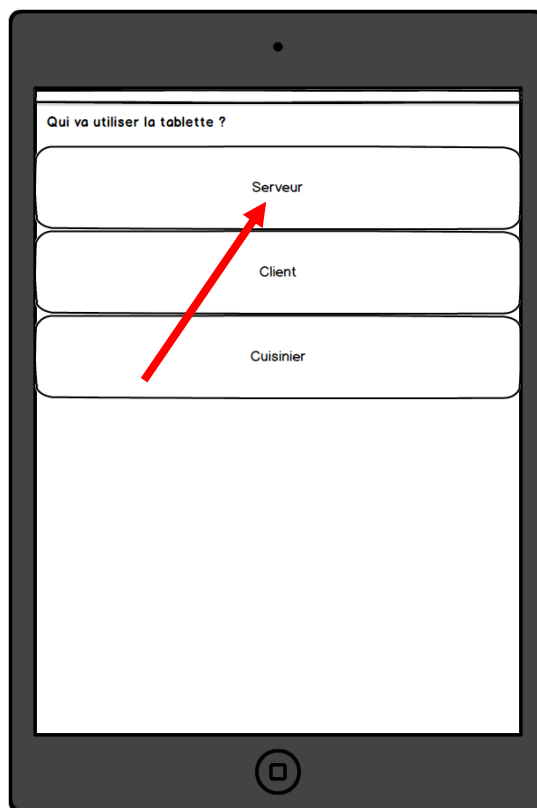 Qui va utiliser la tablette ?
Serveur
Client
Cuisinier